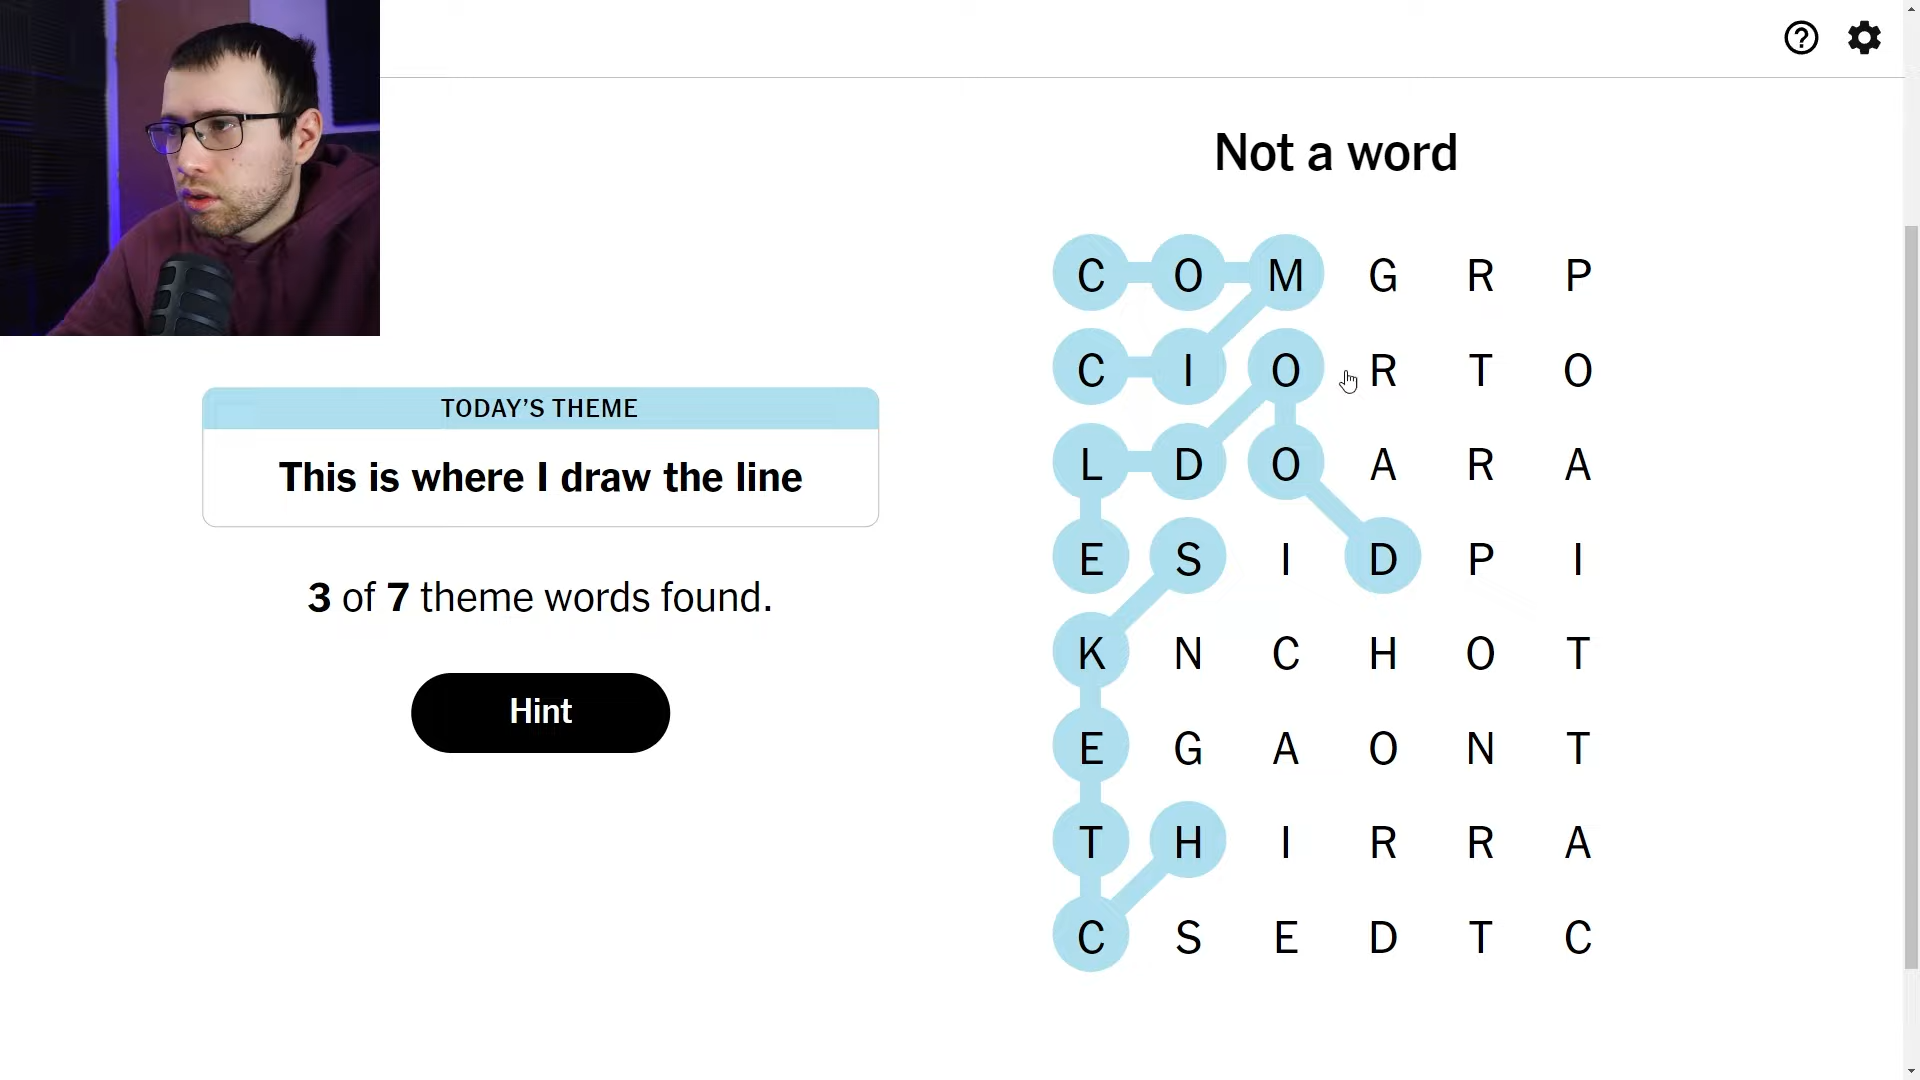 Not a word
C O M G R P
C I O R T O
L D O A R A
E S I D P I
K N C H O T
E G A O N T
T H I R R A
C S E D T C
TODAY'S THEME
This is where I draw the line
3 of 7 theme words found.
Hint